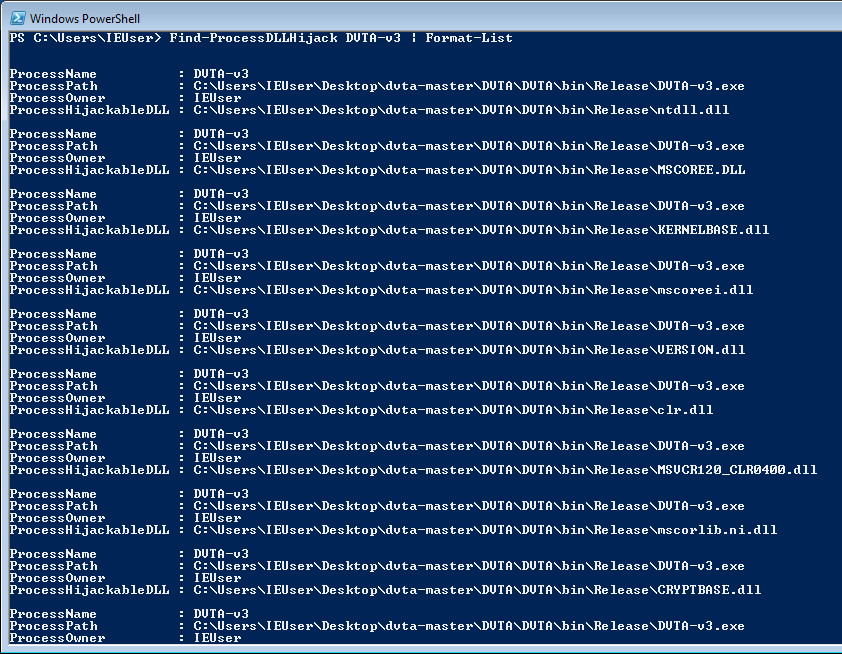 Windows PowerShell
PS C:\Users\IEUser> Find-ProcessDLLHijack DVTA-v3 | Format-List
ProcessName : DVTA-v3
ProcessPath : C:\Users\IEUser\Desktop\dvta-master\DVTA\DVTA\bin\Release\DVTA-v3.exe
ProcessOwner : IEUser
ProcessHijackableDLL : C:\Users\IEUser\Desktop\dvta-master\DVTA\DVTA\bin\Release\ntdll.dll
ProcessName : DVTA-v3
ProcessPath : C:\Users\IEUser\Desktop\dvta-master\DVTA\DVTA\bin\Release\DVTA-v3.exe
ProcessOwner : IEUser
ProcessHijackableDLL : C:\Users\IEUser\Desktop\dvta-master\DVTA\DVTA\bin\Release\MSCOREE.DLL
ProcessName : DVTA-v3
ProcessPath : C:\Users\IEUser\Desktop\dvta-master\DVTA\DVTA\bin\Release\DVTA-v3.exe
ProcessOwner : IEUser
ProcessHijackableDLL : C:\Users\IEUser\Desktop\dvta-master\DVTA\DVTA\bin\Release\KERNELBASE.dll
ProcessName : DVTA-v3
ProcessPath : C:\Users\IEUser\Desktop\dvta-master\DVTA\DVTA\bin\Release\DVTA-v3.exe
ProcessOwner : IEUser
ProcessHijackableDLL : C:\Users\IEUser\Desktop\dvta-master\DVTA\DVTA\bin\Release\mscoreei.dll
ProcessName : DVTA-v3
ProcessPath : C:\Users\IEUser\Desktop\dvta-master\DVTA\DVTA\bin\Release\DVTA-v3.exe
ProcessOwner : IEUser
ProcessHijackableDLL : C:\Users\IEUser\Desktop\dvta-master\DVTA\DVTA\bin\Release\VERSION.dll
ProcessName : DVTA-v3
ProcessPath : C:\Users\IEUser\Desktop\dvta-master\DVTA\DVTA\bin\Release\DVTA-v3.exe
ProcessOwner : IEUser
ProcessHijackableDLL : C:\Users\IEUser\Desktop\dvta-master\DVTA\DVTA\bin\Release\clr.dll
ProcessName : DVTA-v3
ProcessPath : C:\Users\IEUser\Desktop\dvta-master\DVTA\DVTA\bin\Release\DVTA-v3.exe
ProcessOwner : IEUser
ProcessHijackableDLL : C:\Users\IEUser\Desktop\dvta-master\DVTA\DVTA\bin\Release\MSVCR120_CLR0400.dll
ProcessName : DVTA-v3
ProcessPath : C:\Users\IEUser\Desktop\dvta-master\DVTA\DVTA\bin\Release\DVTA-v3.exe
ProcessOwner : IEUser
ProcessHijackableDLL : C:\Users\IEUser\Desktop\dvta-master\DVTA\DVTA\bin\Release\mscorlib.ni.dll
ProcessName : DVTA-v3
ProcessPath : C:\Users\IEUser\Desktop\dvta-master\DVTA\DVTA\bin\Release\DVTA-v3.exe
ProcessOwner : IEUser
ProcessHijackableDLL : C:\Users\IEUser\Desktop\dvta-master\DVTA\DVTA\bin\Release\CRYPTBASE.dll
ProcessName : DVTA-v3
ProcessPath : C:\Users\IEUser\Desktop\dvta-master\DVTA\DVTA\bin\Release\DVTA-v3.exe
ProcessOwner : IEUser